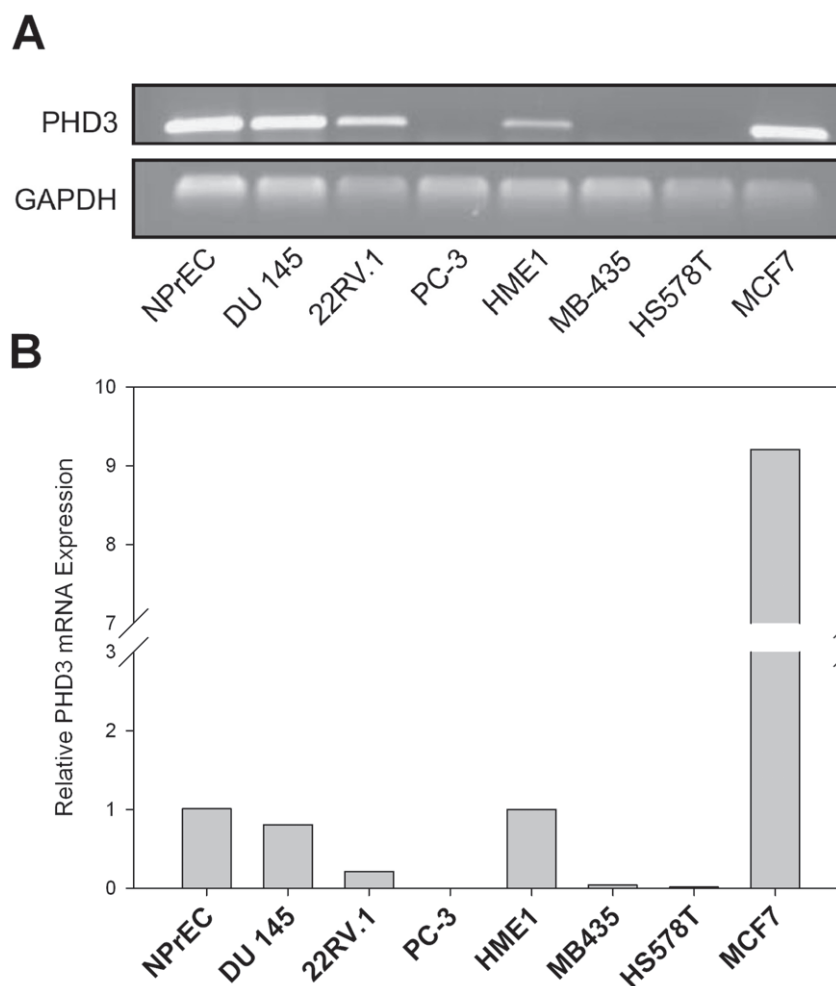 A
PHD3
GAPDH
NPrEC DU 145 22RV.1 PC-3 HME1 MB-435 HS578T MCF7
B
Relative PHD3 mRNA Expression
10
9
8
7
3
2
1
0
NPrEC DU 145 22RV.1 PC-3 HME1 MB435 HS578T MCF7